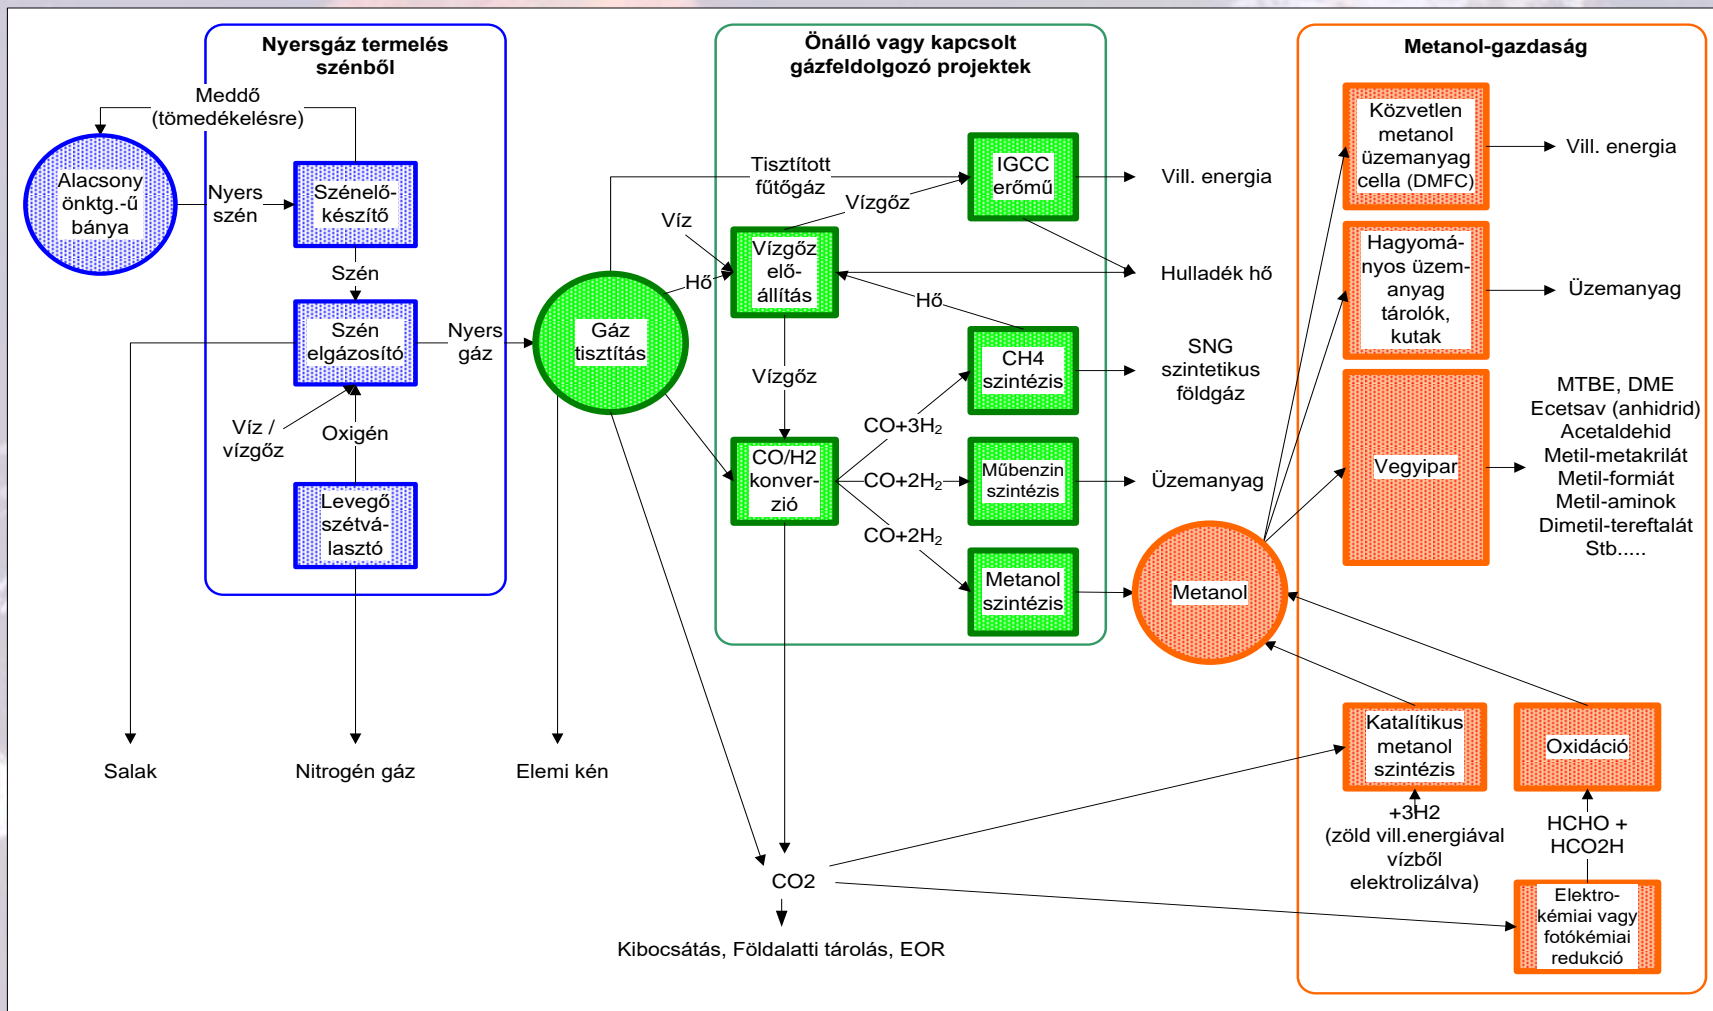 Nyersgáz termelés
szénből
Meddő
(tömedékelésre)
Alacsony
önktg.-ű
bánya
Nyers
szén
Szénelő-
készítő
Szén
Szén
elgázosító
Nyers
gáz
Víz /
vízgőz
Oxigén
Levegő
szétvá-
lasztó
Salak
Nitrogén gáz
Elemi kén
Önálló vagy kapcsolt
gázfeldolgozó projektek
Tisztított
fűtőgáz
IGCC
erőmű
Vill. energia
Vízgőz
Víz
Vízgőz
elő-
állítás
Hő
Hulladék hő
Hő
Gáz
tisztítás
CH4
szintézis
SNG
szintetikus
földgáz
Vízgőz
CO+3H₂
CO/H2
konver-
zió
CO+2H₂
Műbenzin
szintézis
Üzemanyag
CO+2H₂
Metanol
szintézis
Metanol
CO2
Kibocsátás, Földalatti tárolás, EOR
Metanol-gazdaság
Közvetlen
metanol
üzemanyag
cella (DMFC)
Vill. energia
Hagyomá-
nyos üzem-
anyag
tárolók,
kutak
Üzemanyag
Vegyipar
MTBE, DME
Ecetsav (anhidrid)
Acetaldehid
Metil-metakrilát
Metil-formiát
Metil-aminok
Dimetil-tereftalát
Stb.....
Katalítikus
metanol
szintézis
Oxidáció
+3H2
(zöld vill.energiával
vízből
elektrolizálva)
HCHO +
HCO2H
Elektro-
kémiai vagy
fotókémiai
redukció